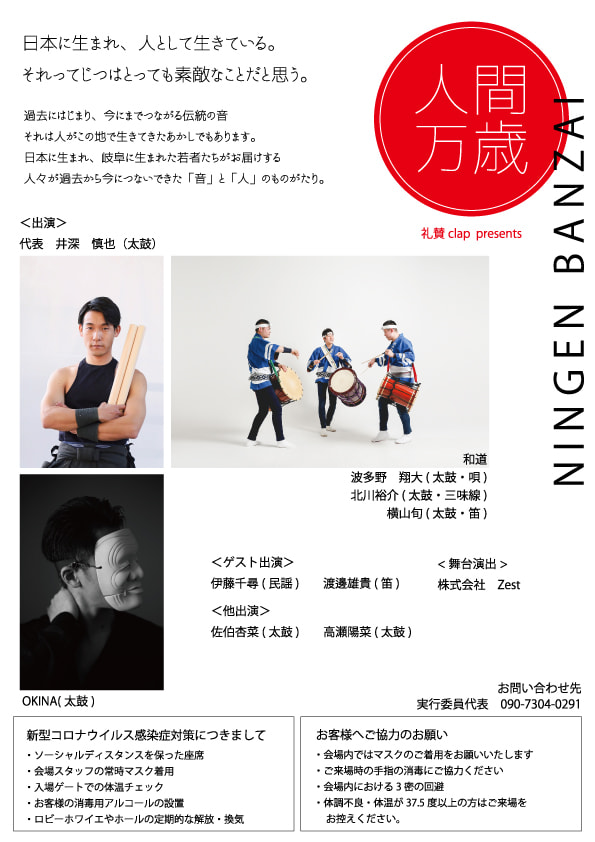 日本に生まれ、人として生きている。
それってじつはとっても素敵なことだと思う。
過去にはじまり、今にまでつながる伝統の音
それは人がこの地で生きてきたあかしでもあります。
日本に生まれ、岐阜に生まれた若者たちがお届けする
人々が過去から今につないできた「音」と「人」のものがたり。
人間
万歳
NINGEN BANZAI
礼賛 clap presents
＜出演＞
代表　井深　慎也（太鼓）
和道
波多野　翔大 ( 太鼓・唄 )
北川裕介 ( 太鼓・三味線 )
横山旬 ( 太鼓・笛 )
OKINA( 太鼓 )
＜ゲスト出演＞
伊藤千尋 ( 民謡 )　　渡邊雄貴 ( 笛 )
＜他出演＞
佐伯杏菜 ( 太鼓 )　　高瀬陽菜 ( 太鼓 )
< 舞台演出 >
株式会社　Zest
お問い合わせ先
実行委員代表　090-7304-0291
新型コロナウイルス感染症対策につきまして
・ソーシャルディスタンスを保った座席
・会場スタッフの常時マスク着用
・入場ゲートでの体温チェック
・お客様の消毒用アルコールの設置
・ロビーホワイエやホールの定期的な解放・換気
お客様へご協力のお願い
・会場内ではマスクのご着用をお願いいたします
・ご来場時の手指の消毒にご協力ください
・会場内における 3 密の回避
・体調不良・体温が 37.5 度以上の方はご来場を
お控えください。